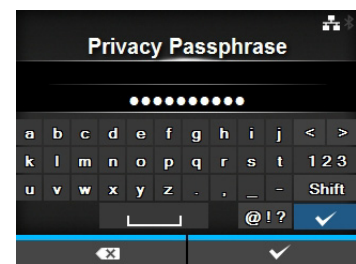 Privacy Passphrase
●●●●●●●●●●
a b c d e f g h i j < >
k l m n o p q r s t 123
u v w x y z . , _ - Shift
@!?